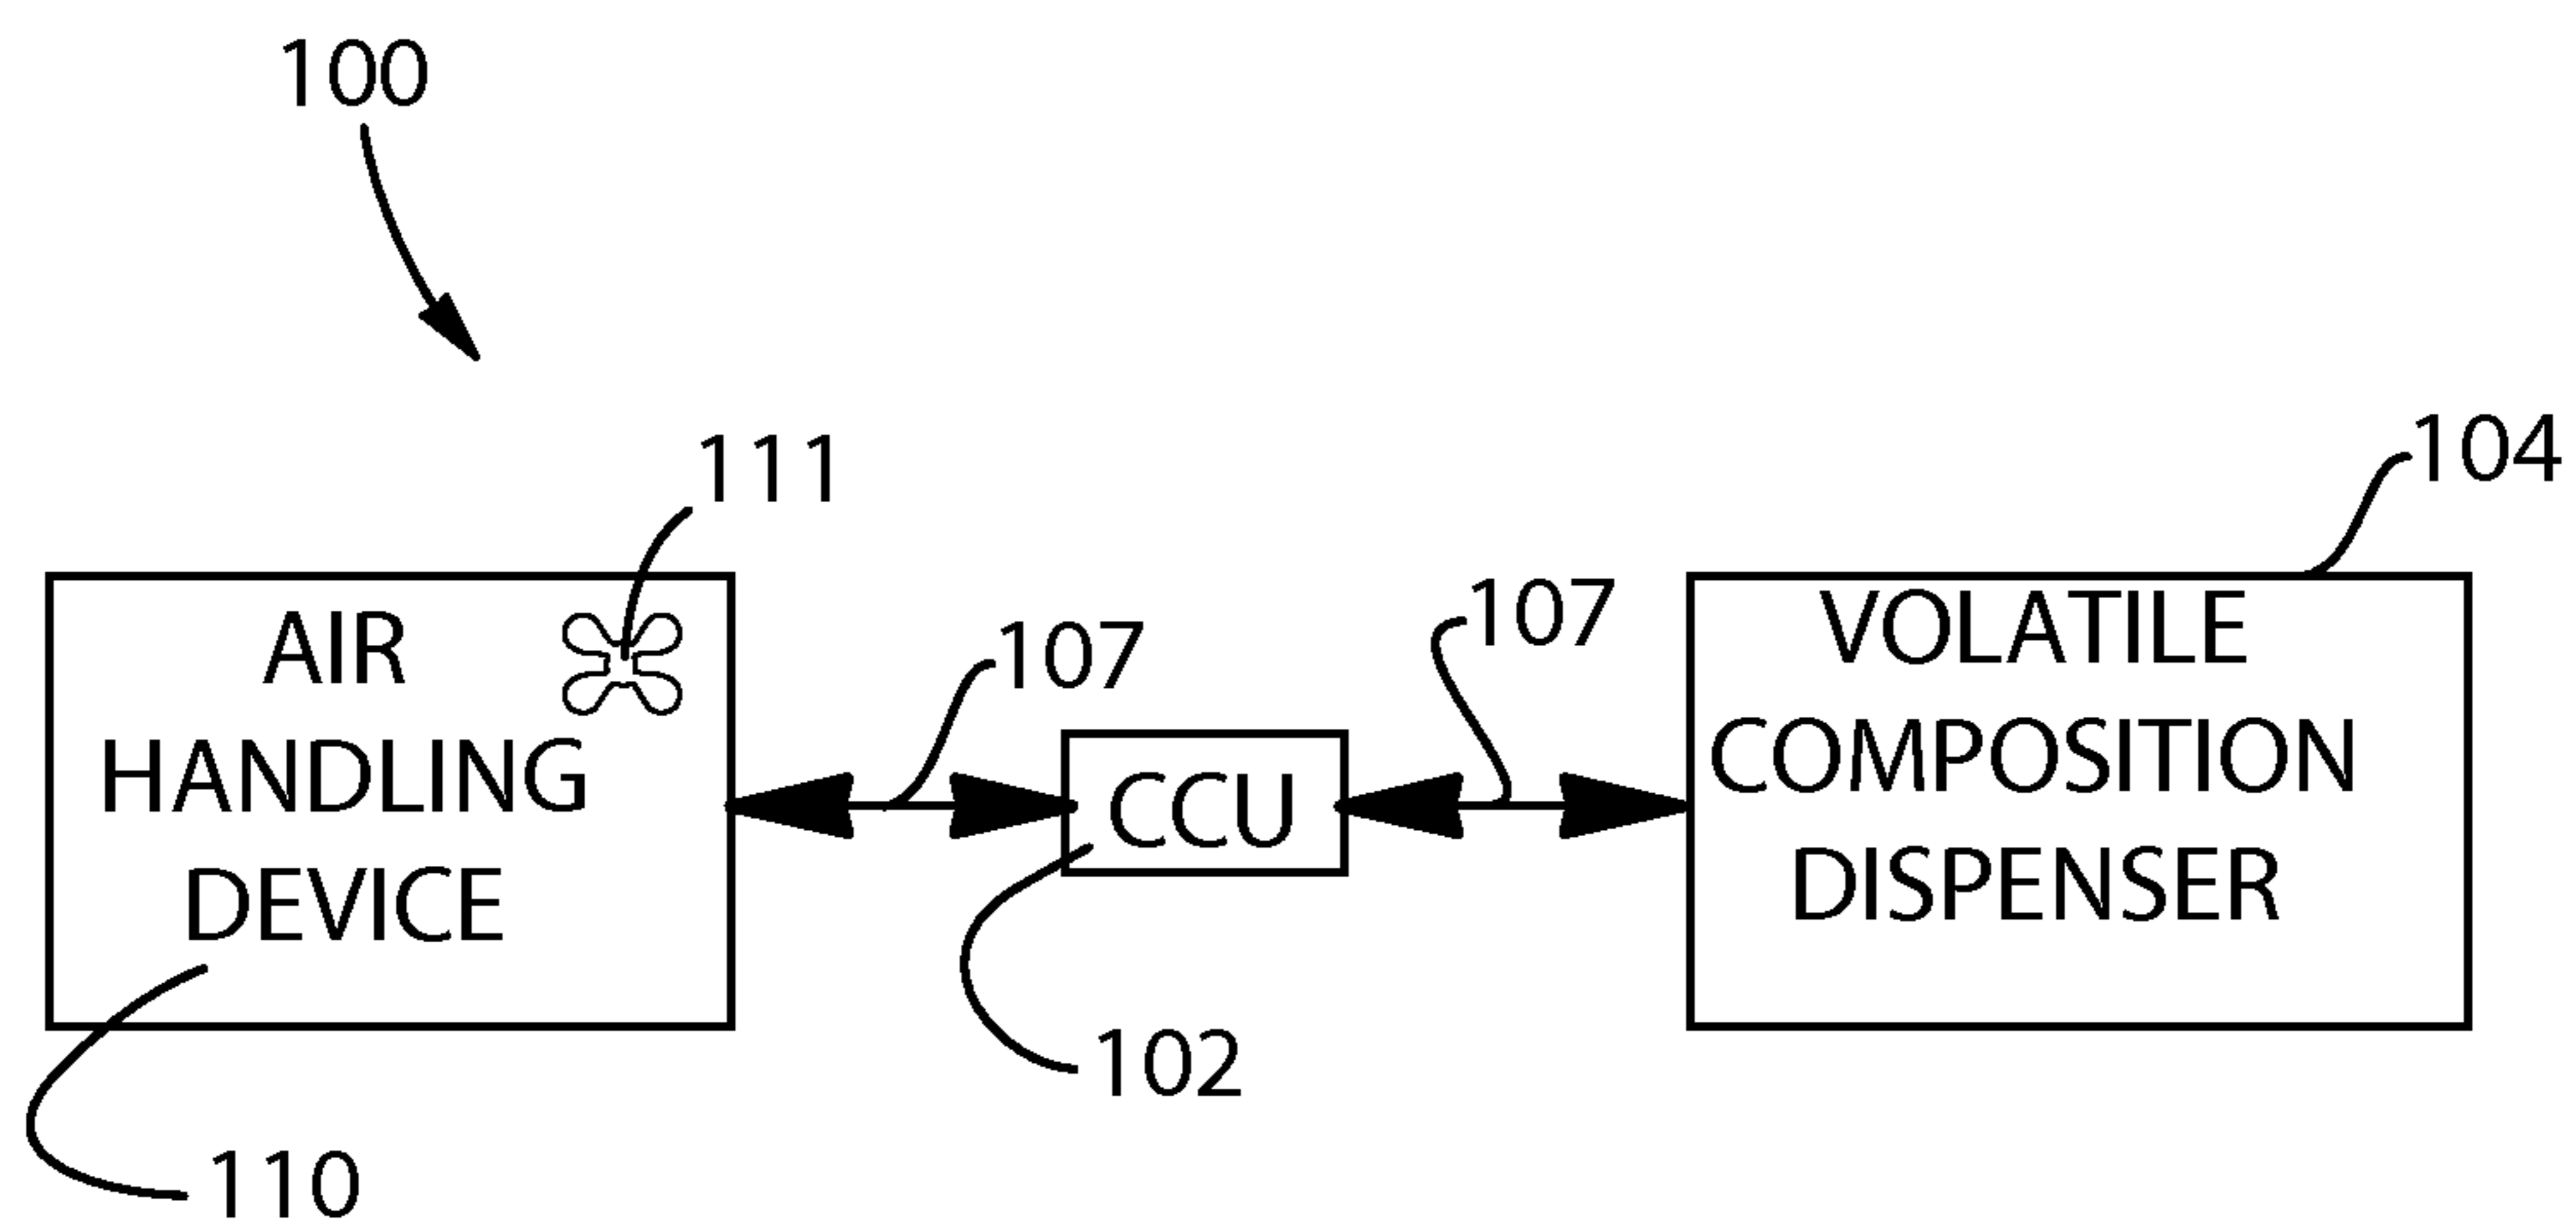 100
111
104
AIR
HANDLING
DEVICE
107
CCU
107
VOLATILE
COMPOSITION
DISPENSER
102
110